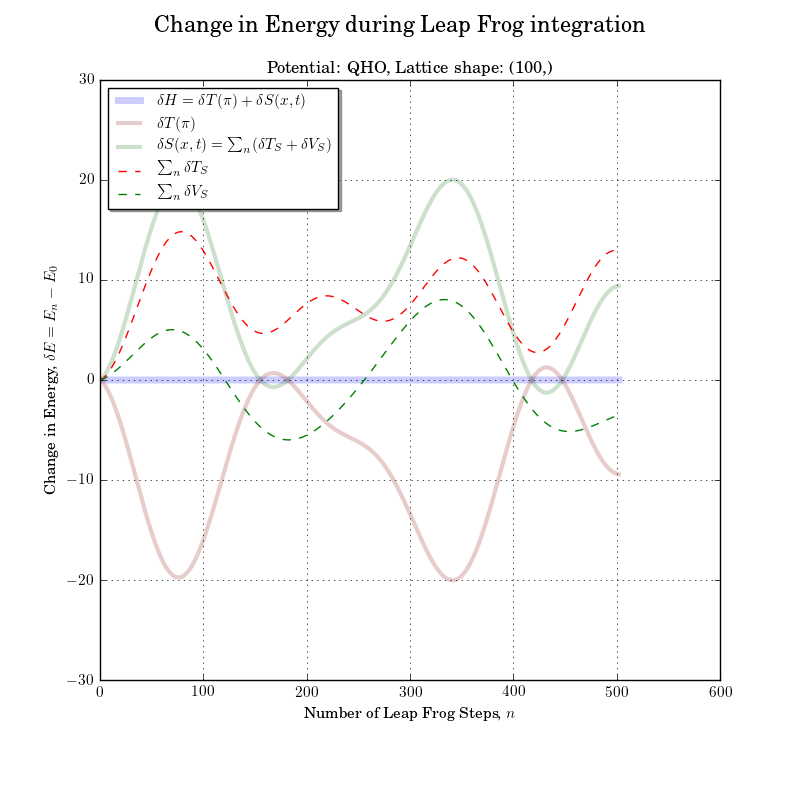 Change in Energy during Leap Frog integration
Potential: QHO, Lattice shape: (100,)
δH = δT(π) + δS(x, t)
δT(π)
δS(x, t) = ∑ₙ(δT_S + δV_S)
∑ₙ δT_S
∑ₙ δV_S
30
20
10
0
−10
−20
−30
Change in Energy, δE = Eₙ − E₀
0 100 200 300 400 500 600
Number of Leap Frog Steps, n